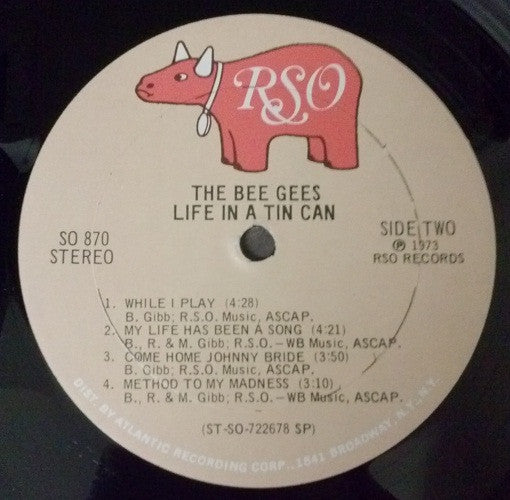 RSO
THE BEE GEES
LIFE IN A TIN CAN
SO 870
STEREO
SIDE TWO
℗ 1973
RSO RECORDS
1. WHILE I PLAY (4:28)
B. Gibb; R.S.O. Music, ASCAP.
2. MY LIFE HAS BEEN A SONG (4:21)
B., R. & M. Gibb; R.S.O.—WB Music, ASCAP.
3. COME HOME JOHNNY BRIDE (3:50)
B. Gibb; R.S.O. Music, ASCAP.
4. METHOD TO MY MADNESS (3:10)
B., R. & M. Gibb; R.S.O.—WB Music, ASCAP.
(ST-SO-722678 SP)
DIST. BY ATLANTIC RECORDING CORP., 1841 BROADWAY, N.Y., N.Y.